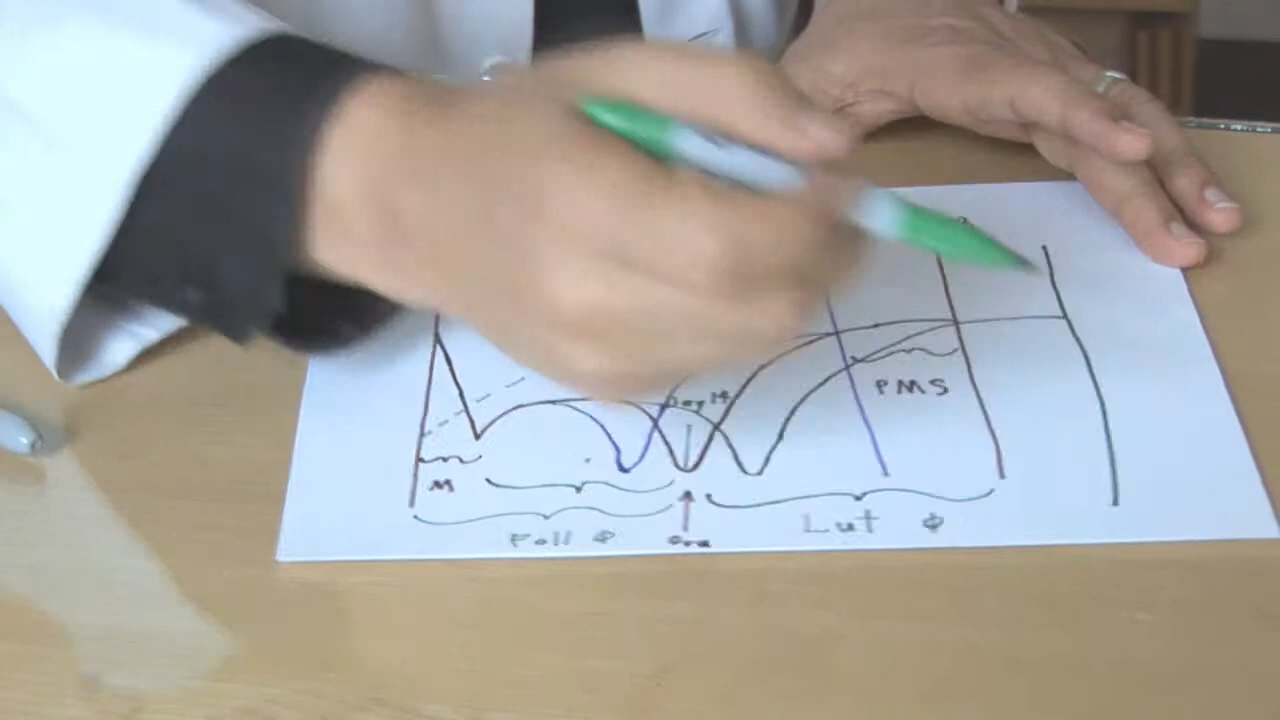 Day 14
PMS
M
Foll Φ
Ova
Lut Φ